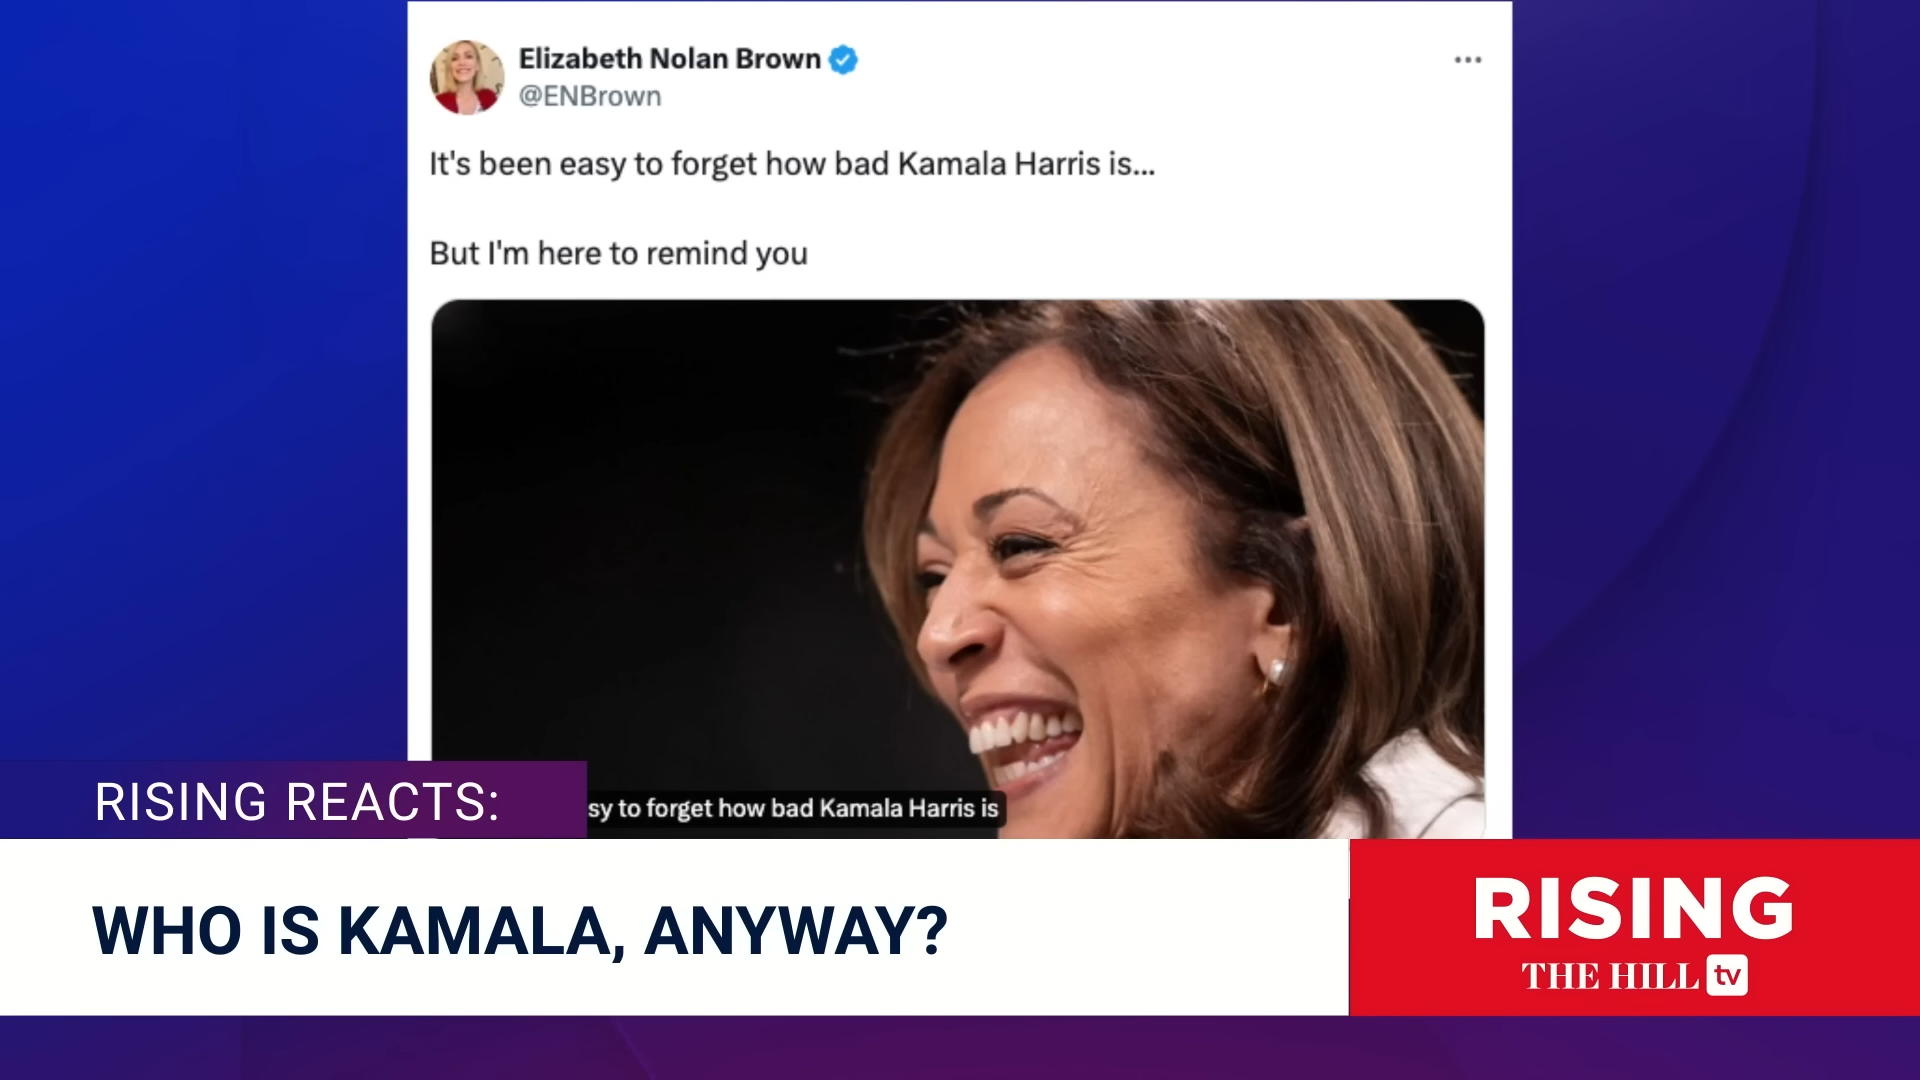 Elizabeth Nolan Brown
@ENBrown
It's been easy to forget how bad Kamala Harris is...
But I'm here to remind you
sy to forget how bad Kamala Harris is
RISING REACTS:
WHO IS KAMALA, ANYWAY?
RISING
THE HILL tv